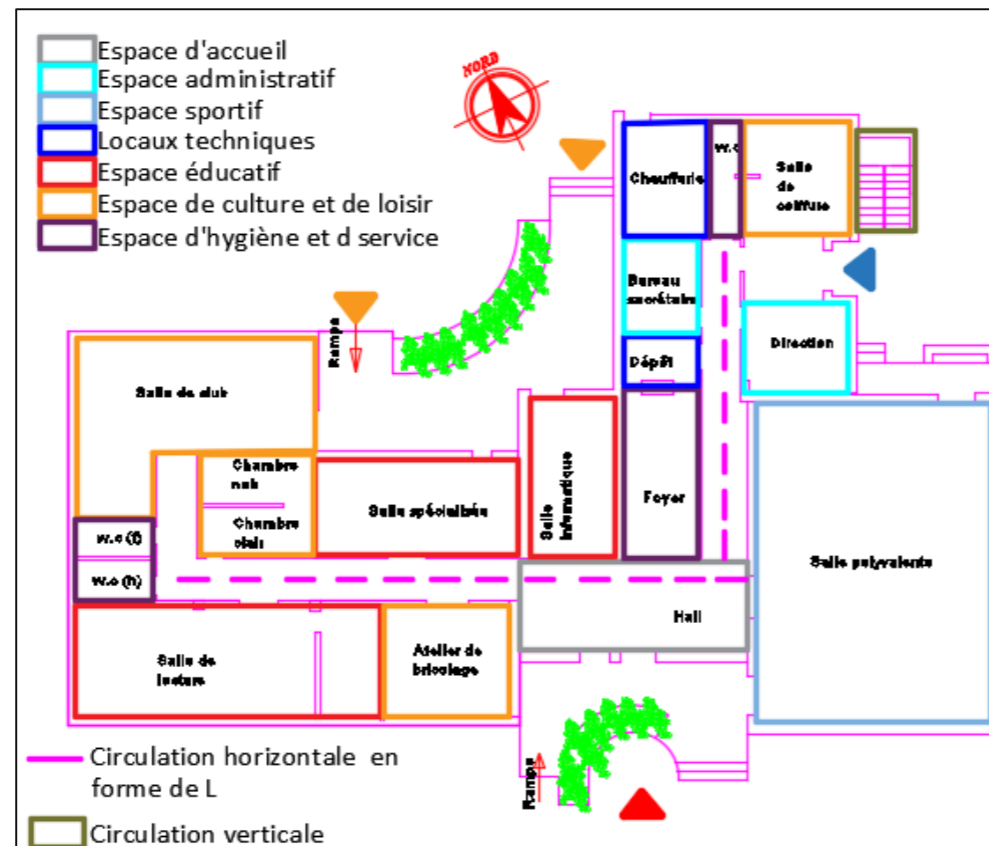 Espace d'accueil
Espace administratif
Espace sportif
Locaux techniques
Espace éducatif
Espace de culture et de loisir
Espace d'hygiène et d service
NORD
Chaufferie
W.C
Salle
de
coiffure
Bureau
secrétaire
Direction
Dépôt
Rampe
Salle de club
Chambre
noir
Chambre
clair
Salle spécialisée
Salle
informatique
Foyer
Salle polyvalente
W.C (f)
W.C (h)
Hall
Salle de
lecture
Atelier de
bricolage
Rampe
Circulation horizontale en
forme de L
Circulation verticale